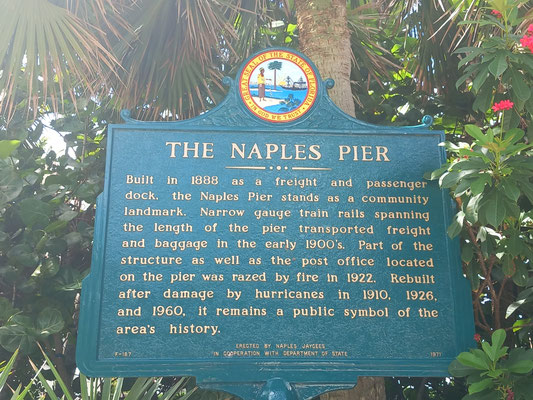 GREAT SEAL OF THE STATE OF FLORIDA
IN GOD WE TRUST
THE NAPLES PIER
Built in 1888 as a freight and passenger
dock, the Naples Pier stands as a community
landmark. Narrow gauge train rails spanning
the length of the pier transported freight
and baggage in the early 1900's. Part of the
structure as well as the post office located
on the pier was razed by fire in 1922. Rebuilt
after damage by hurricanes in 1910, 1926,
and 1960, it remains a public symbol of the
area's history.
ERECTED BY NAPLES JAYCEES
F-187 IN COOPERATION WITH DEPARTMENT OF STATE 1971